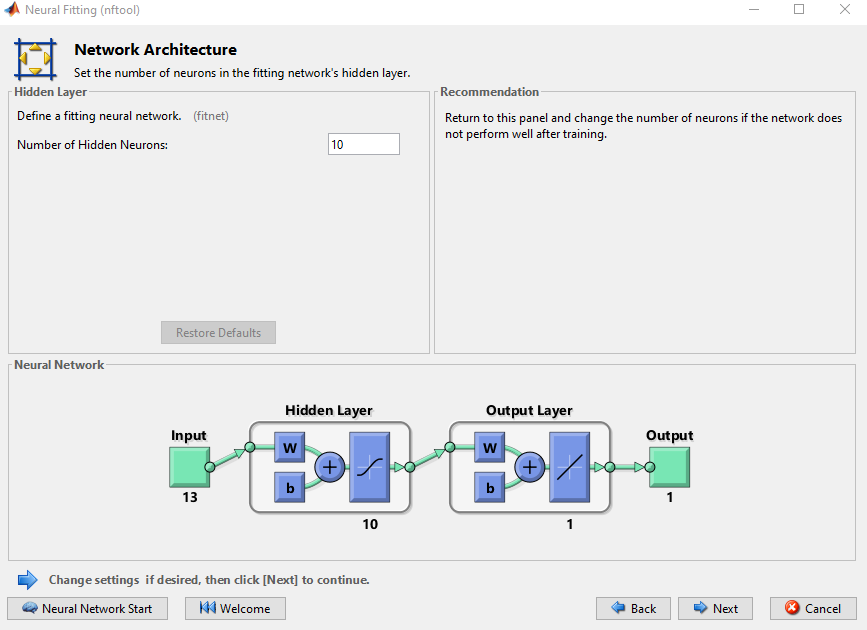 Neural Fitting (nftool)
Network Architecture
Set the number of neurons in the fitting network's hidden layer.
Hidden Layer
Define a fitting neural network. (fitnet)
Number of Hidden Neurons:
10
Restore Defaults
Recommendation
Return to this panel and change the number of neurons if the network does
not perform well after training.
Neural Network
Input
13
Hidden Layer
W
b
+
10
Output Layer
W
b
+
1
Output
1
Change settings if desired, then click [Next] to continue.
Neural Network Start
Welcome
Back
Next
Cancel